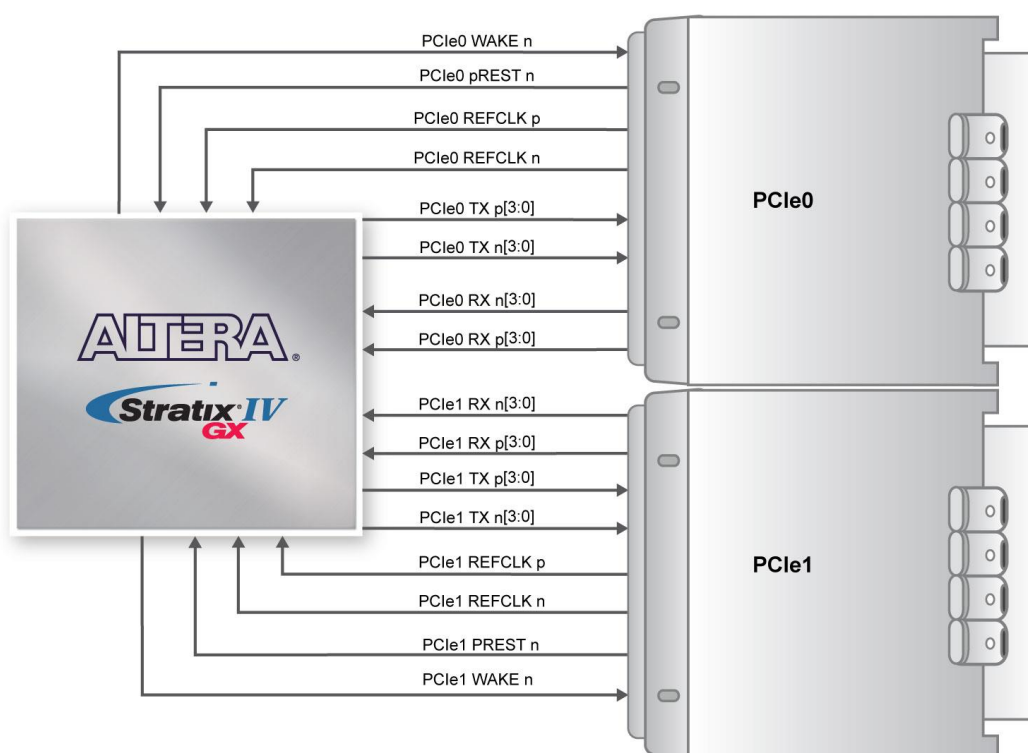 PCIe0 WAKE n
PCIe0 pREST n
PCIe0 REFCLK p
PCIe0 REFCLK n
PCIe0 TX p[3:0]
PCIe0 TX n[3:0]
PCIe0 RX n[3:0]
PCIe0 RX p[3:0]
PCIe0
ALTERA®
Stratix® IV
GX
PCIe1 RX n[3:0]
PCIe1 RX p[3:0]
PCIe1 TX p[3:0]
PCIe1 TX n[3:0]
PCIe1 REFCLK p
PCIe1 REFCLK n
PCIe1 PREST n
PCIe1 WAKE n
PCIe1